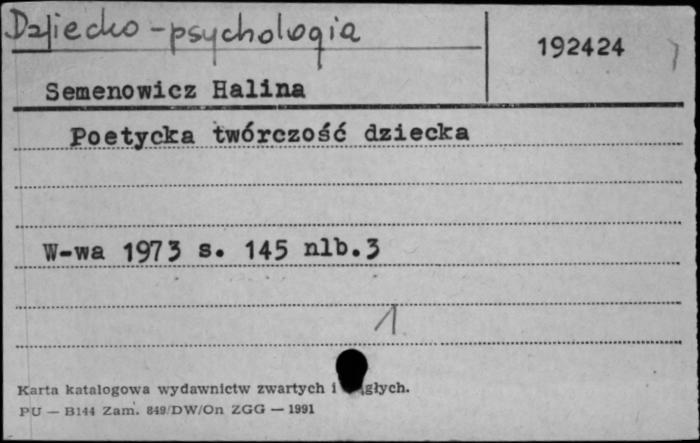 Dziecko - psychologia
192424
Semenowicz Halina
Poetycka twórczość dziecka
W-wa 1973 s. 145 nlb.3
1
Karta katalogowa wydawnictw zwartych i głych.
PU — B144 Zam. 849/DW/On ZGG — 1991